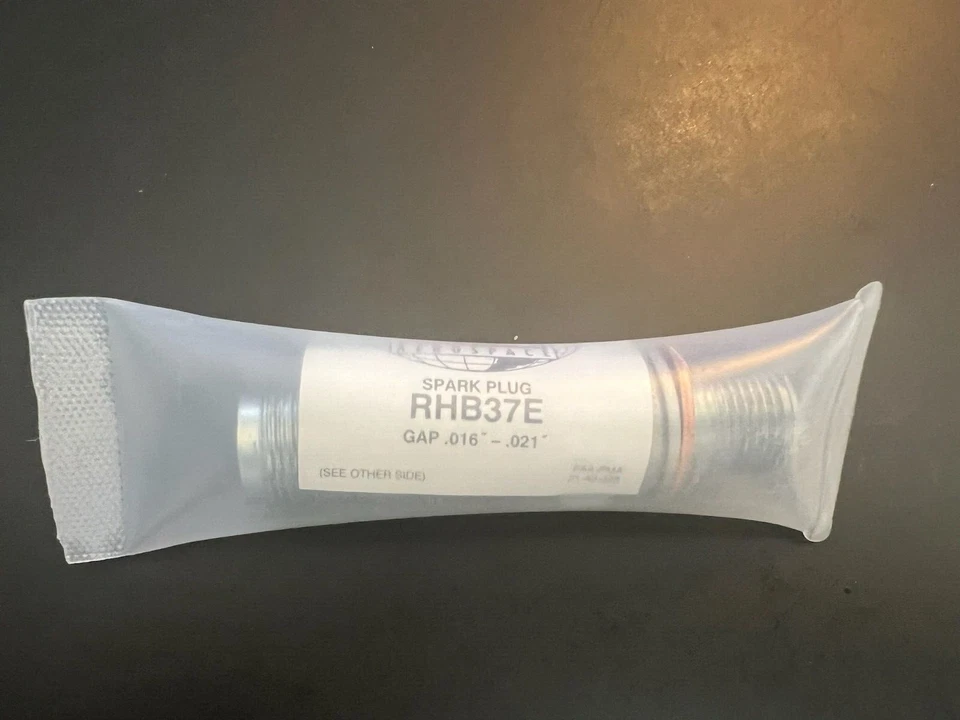 SPARK PLUG
RHB37E
GAP .016" – .021"
(SEE OTHER SIDE)